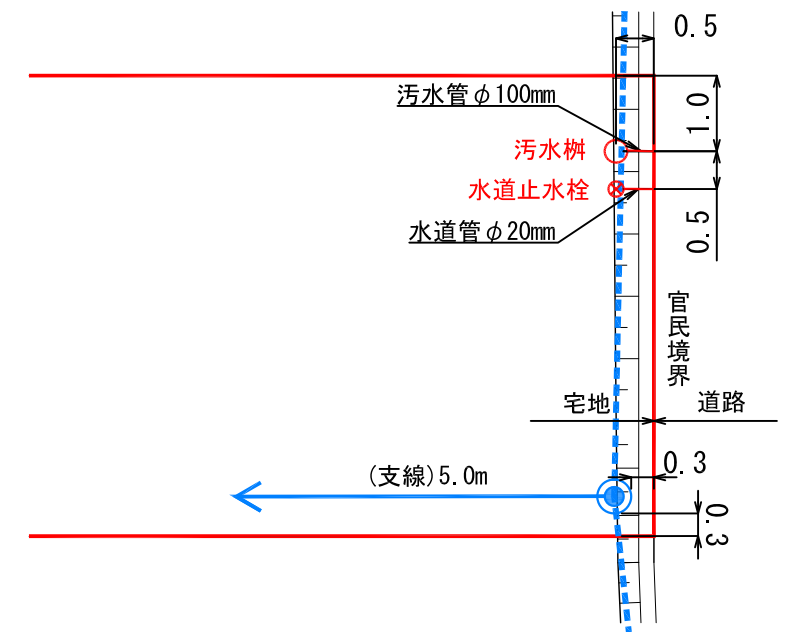 0.5
汚水管φ100mm
1.0
汚水桝
水道止水栓
水道管φ20mm
0.5
官民境界
宅地
道路
0.3
(支線)5.0m
0.3